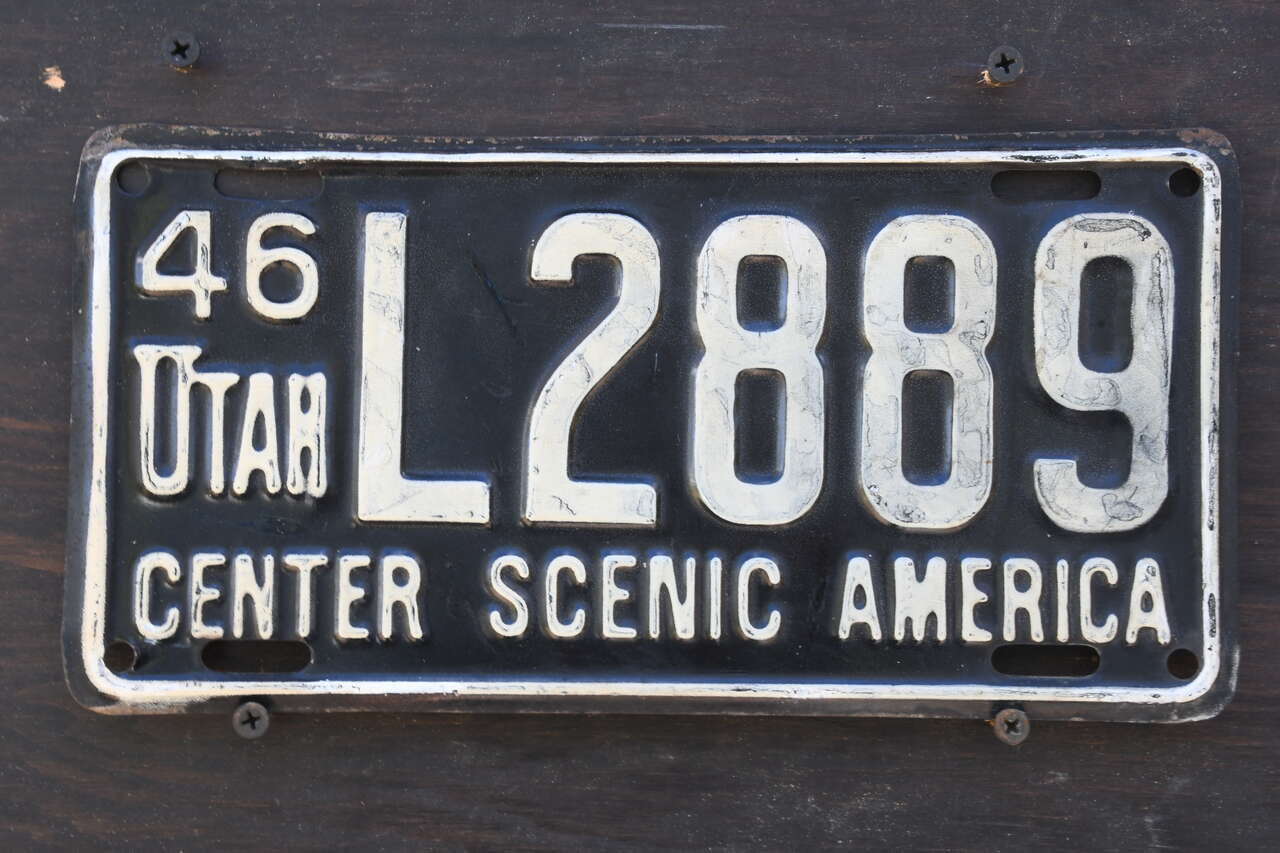 46
UTAH
L2889
CENTER SCENIC AMERICA